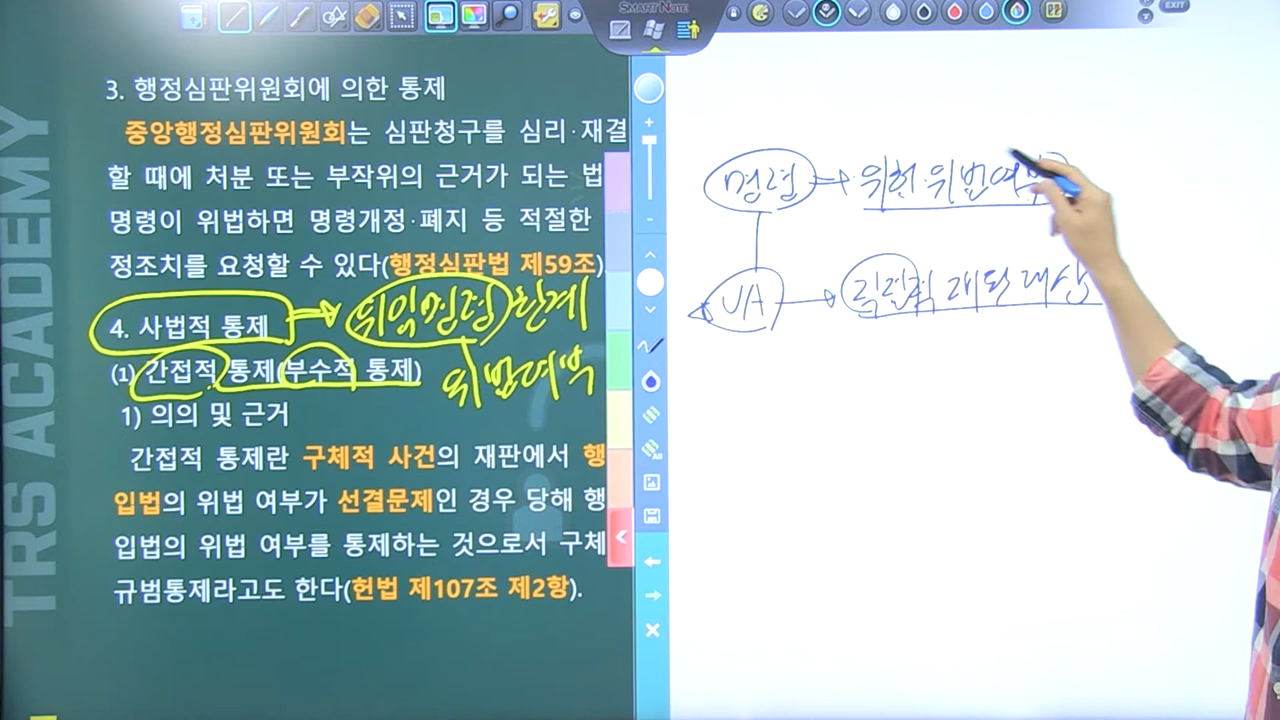 SMART NOTE
EXIT
TRS ACADEMY
3. 행정심판위원회에 의한 통제
중앙행정심판위원회는 심판청구를 심리·재결
할 때에 처분 또는 부작위의 근거가 되는 법
명령이 위법하면 명령개정·폐지 등 적절한
정조치를 요청할 수 있다(행정심판법 제59조)
4. 사법적 통제
위임명령 한계
(1) 간접적 통제(부수적 통제)
위법여부
1) 의의 및 근거
간접적 통제란 구체적 사건의 재판에서 행
입법의 위법 여부가 선결문제인 경우 당해 행
입법의 위법 여부를 통제하는 것으로서 구체
규범통제라고도 한다(헌법 제107조 제2항).
All
명령 → 위헌·위법여부
VA → 직접적 대상